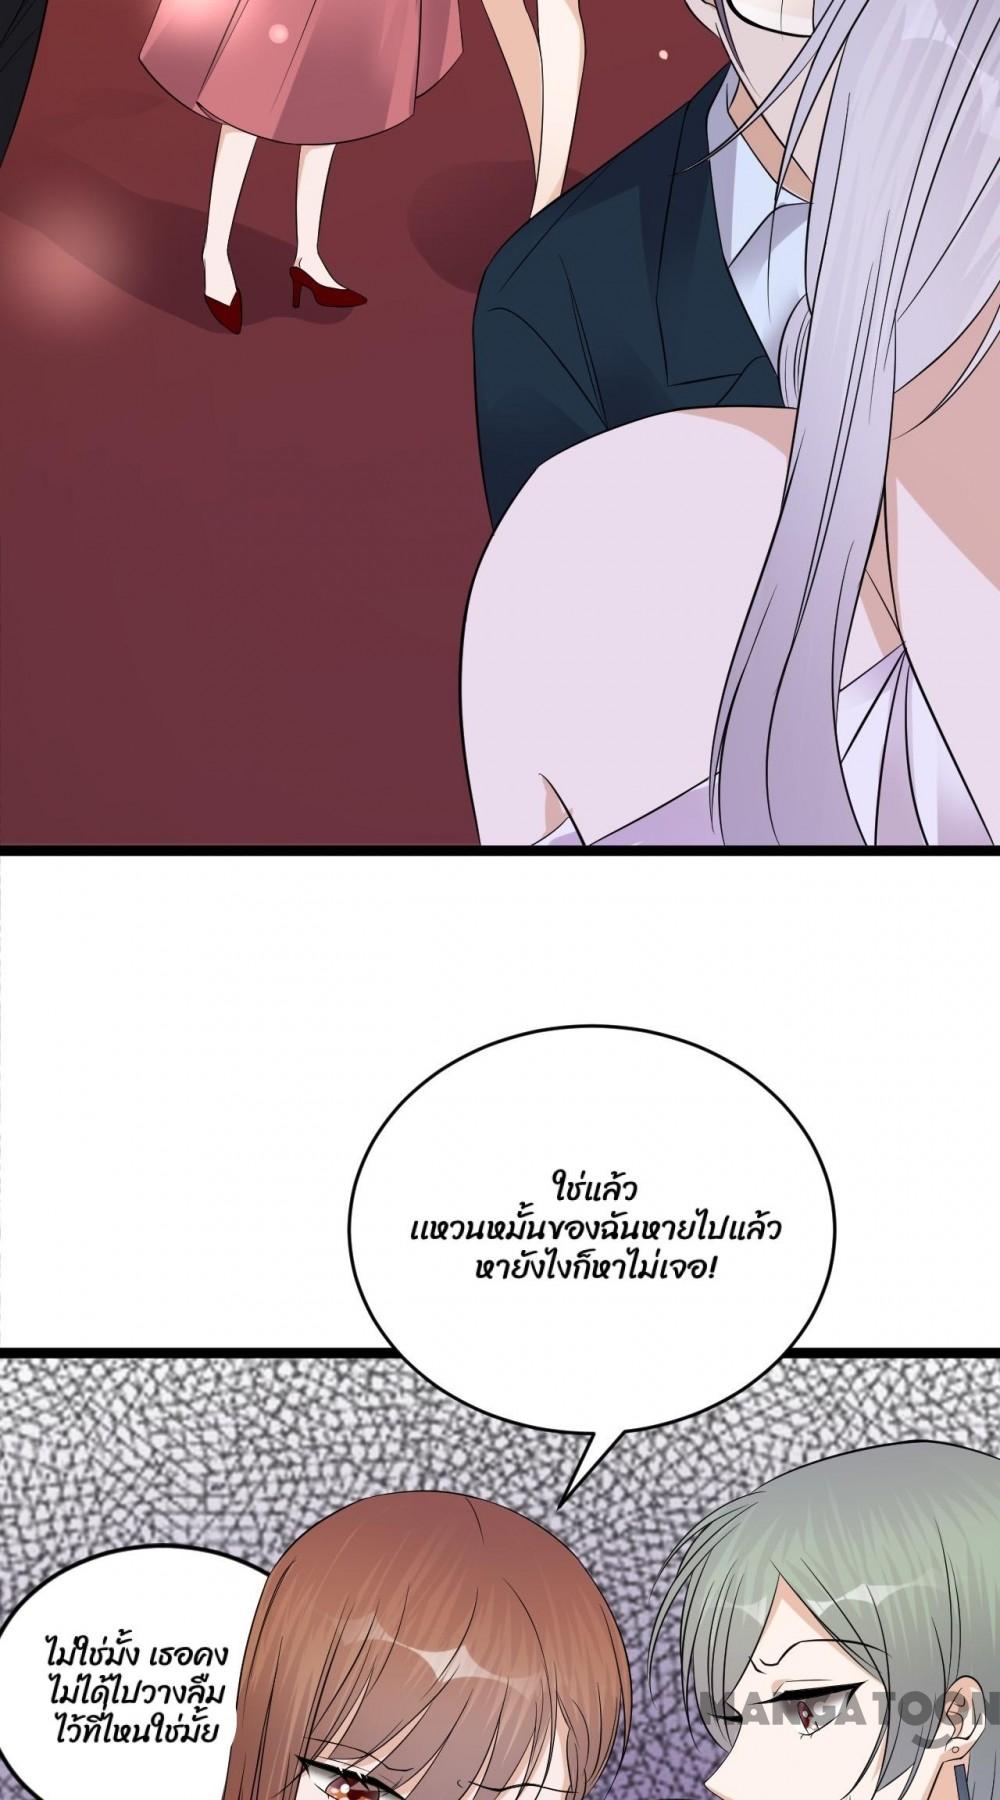 ใช่แล้ว
แหวนหมั้นของฉันหายไปแล้ว
หายังไงก็หาไม่เจอ!
ไม่ใช่มั้ง เธอคง
ไม่ได้ไปวางลืม
ไว้ที่ไหนใช่มั้ย
MANGATOON